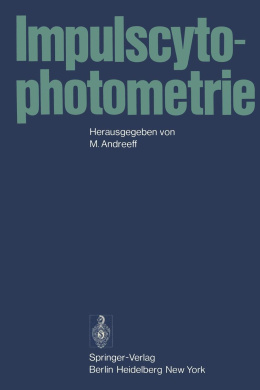 Impulscyto-
photometrie
Herausgegeben von
M. Andreeff
Springer-Verlag
Berlin Heidelberg New York